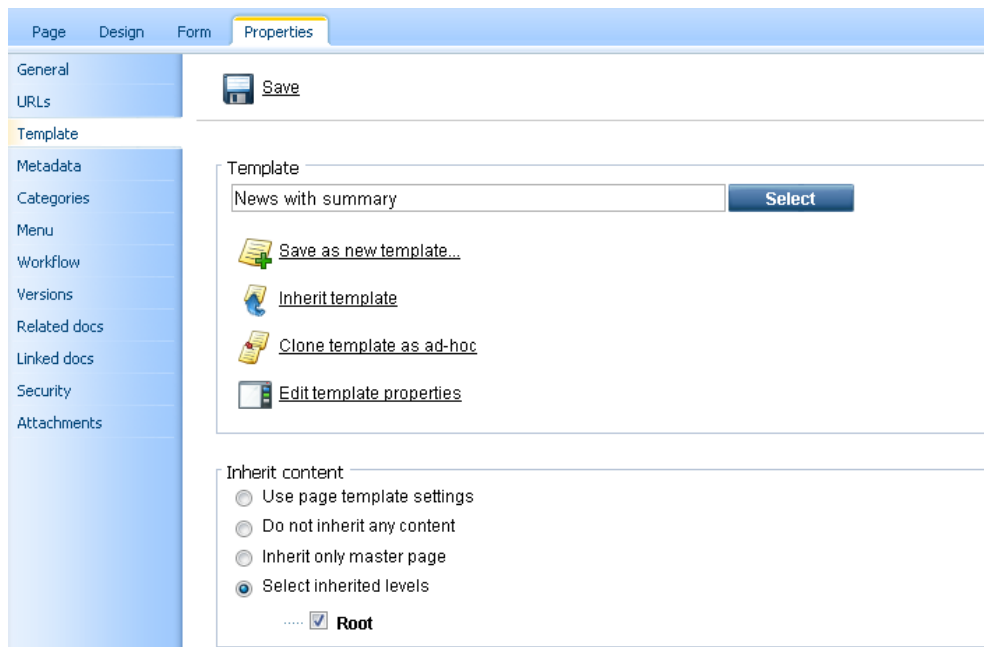 Page Design Form Properties
General
URLs
Template
Metadata
Categories
Menu
Workflow
Versions
Related docs
Linked docs
Security
Attachments
Save
Template
News with summary Select
Save as new template...
Inherit template
Clone template as ad-hoc
Edit template properties
Inherit content
Use page template settings
Do not inherit any content
Inherit only master page
Select inherited levels
Root